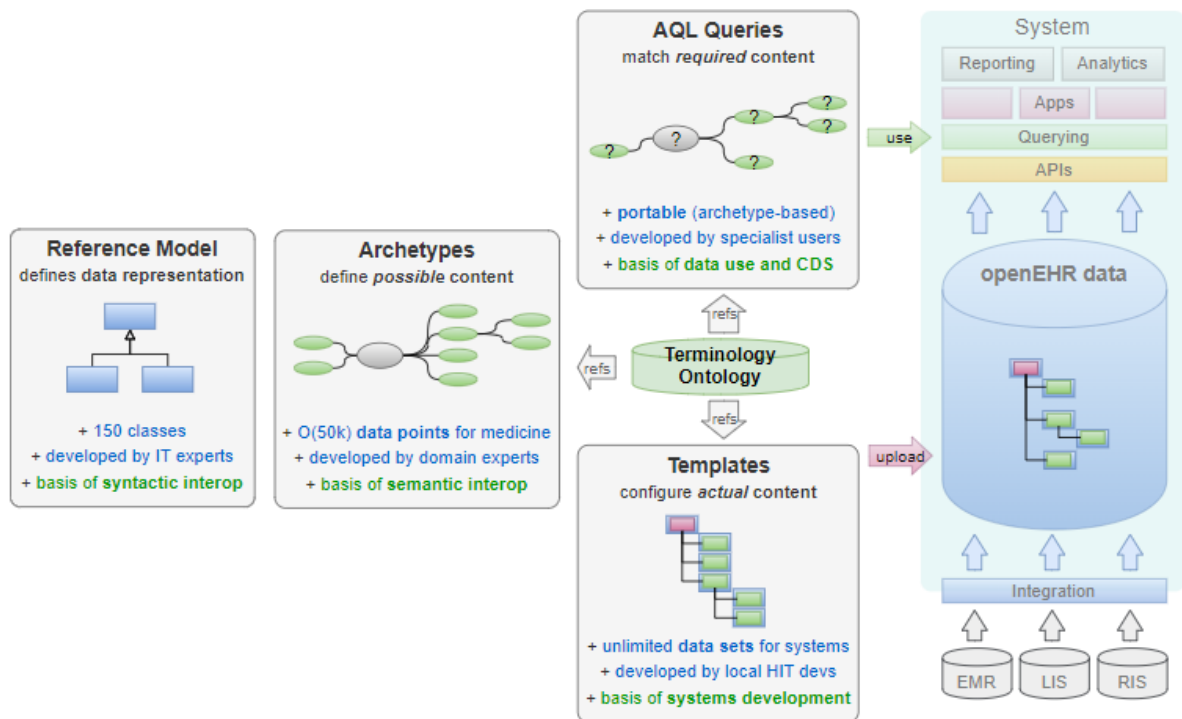 Reference Model
defines data representation
+ 150 classes
+ developed by IT experts
+ basis of syntactic interop
Archetypes
define possible content
+ O(50k) data points for medicine
+ developed by domain experts
+ basis of semantic interop
AQL Queries
match required content
?
?
?
?
?
?
+ portable (archetype-based)
+ developed by specialist users
+ basis of data use and CDS
refs
refs
Terminology
Ontology
refs
Templates
configure actual content
+ unlimited data sets for systems
+ developed by local HIT devs
+ basis of systems development
use
upload
System
Reporting
Analytics
Apps
Querying
APIs
openEHR data
Integration
EMR
LIS
RIS